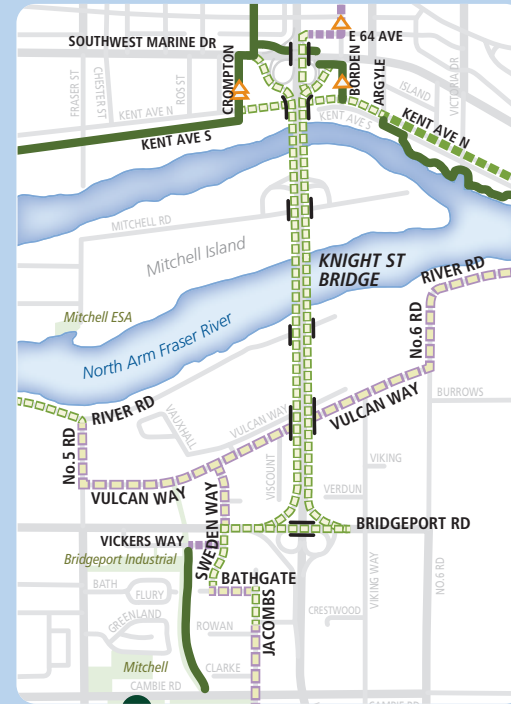 E 64 AVE
SOUTHWEST MARINE DR
CROMPTON
BORDEN
ARGYLE
FRASER ST
CHESTER ST
ROSS ST
ISLAND
VICTORIA DR
KENT AVE N
KENT AVE S
KENT AVE N
KENT AVE S
MITCHELL RD
Mitchell Island
KNIGHT ST
BRIDGE
RIVER RD
Mitchell ESA
North Arm Fraser River
No.6 RD
BURROWS
RIVER RD
VAUXHALL
VULCAN WAY
VULCAN WAY
No.5 RD
VISCOUNT
VIKING
VERDUN
VULCAN WAY
BRIDGEPORT RD
SWEDEN WAY
VICKERS WAY
Bridgeport Industrial
BATHGATE
BATH
FLURY
VIKING WAY
No.6 RD
GREENLAND
CRESTWOOD
ROWAN
JACOMBS
Mitchell
CLARKE
CAMBIE RD
CAMBIE RD